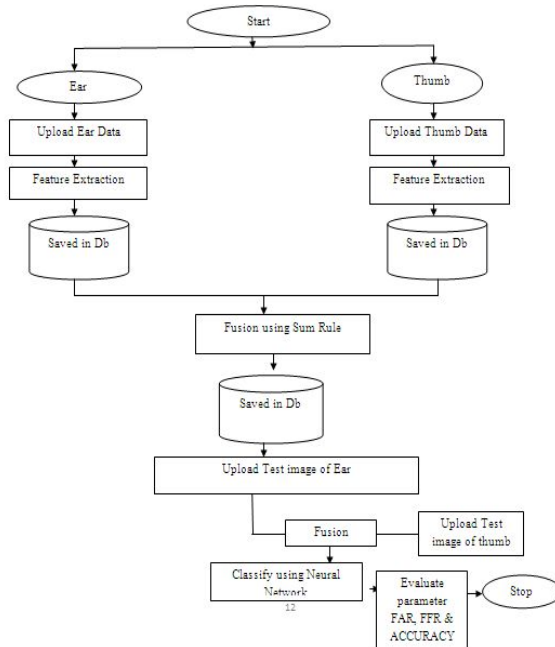 Start
Ear
Thumb
Upload Ear Data
Upload Thumb Data
Feature Extraction
Feature Extraction
Saved in Db
Saved in Db
Fusion using Sum Rule
Saved in Db
Upload Test image of Ear
Fusion
Upload Test
image of thumb
Classify using Neural
Network
12
Evaluate
parameter
FAR, FFR &
ACCURACY
Stop